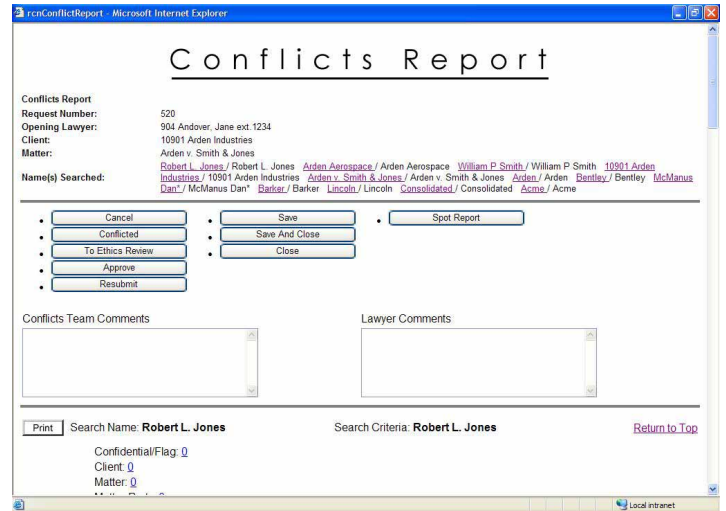 rcnConflictReport - Microsoft Internet Explorer
Conflicts Report
Conflicts Report
Request Number: 520
Opening Lawyer: 904 Andover, Jane ext.1234
Client: 10901 Arden Industries
Matter: Arden v. Smith & Jones
Robert L. Jones / Robert L. Jones Arden Aerospace / Arden Aerospace William P Smith / William P Smith 10901 Arden
Name(s) Searched: Industries / 10901 Arden Industries Arden v. Smith & Jones / Arden v. Smith & Jones Arden / Arden Bentley / Bentley McManus
Dan* / McManus Dan* Barker / Barker Lincoln / Lincoln Consolidated / Consolidated Acme / Acme
Cancel Save Spot Report
Conflicted Save And Close
To Ethics Review Close
Approve
Resubmit
Conflicts Team Comments Lawyer Comments
Print Search Name: Robert L. Jones Search Criteria: Robert L. Jones Return to Top
Confidential/Flag: 0
Client: 0
Matter: 0
Local intranet